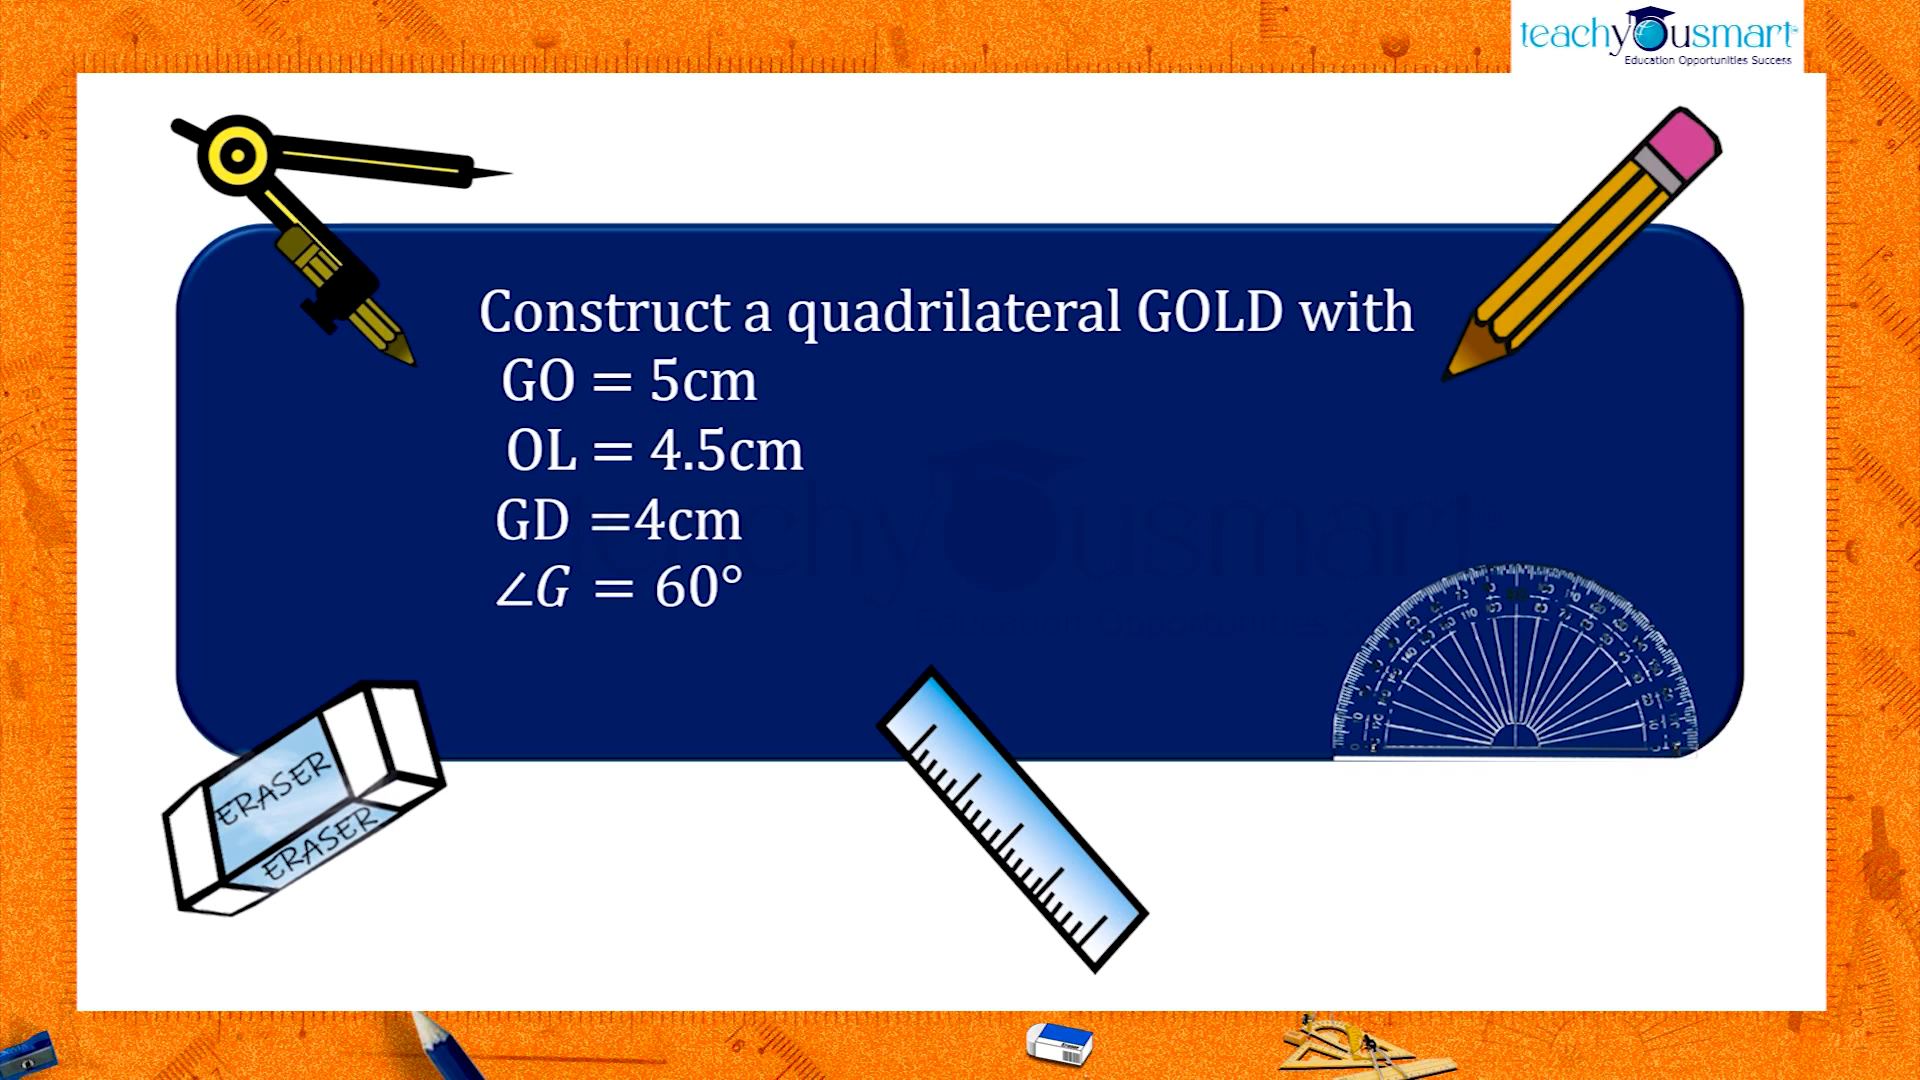 teachyousmart
Education Opportunities Success
Construct a quadrilateral GOLD with
GO = 5cm
OL = 4.5cm
GD =4cm
∠G = 60°
ERASER
ERASER